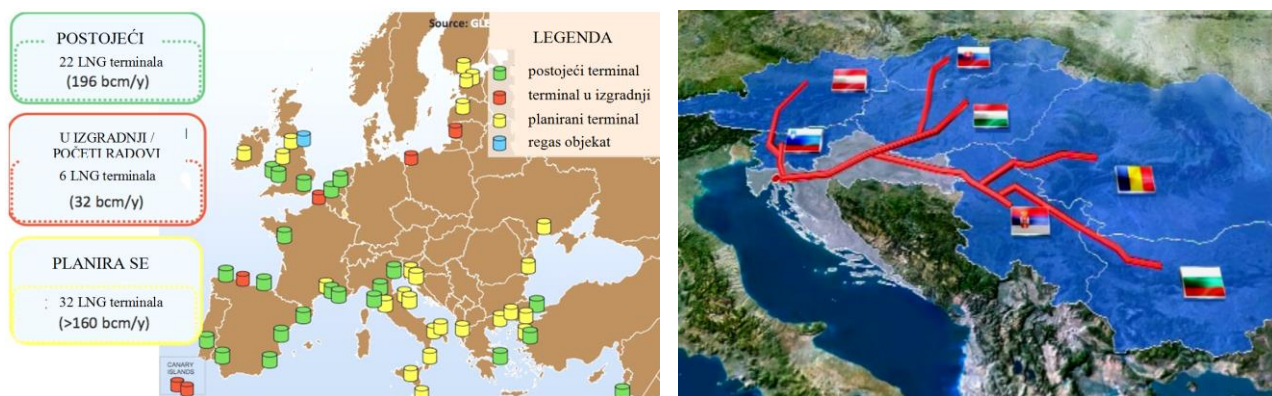 POSTOJEĆI
22 LNG terminala
(196 bcm/y)
U IZGRADNJI /
POČETI RADOVI
6 LNG terminala
(32 bcm/y)
PLANIRA SE
32 LNG terminala
(>160 bcm/y)
Source: GLE
LEGENDA
postojeći terminal
terminal u izgradnji
planirani terminal
regas objekat
CANARY
ISLANDS